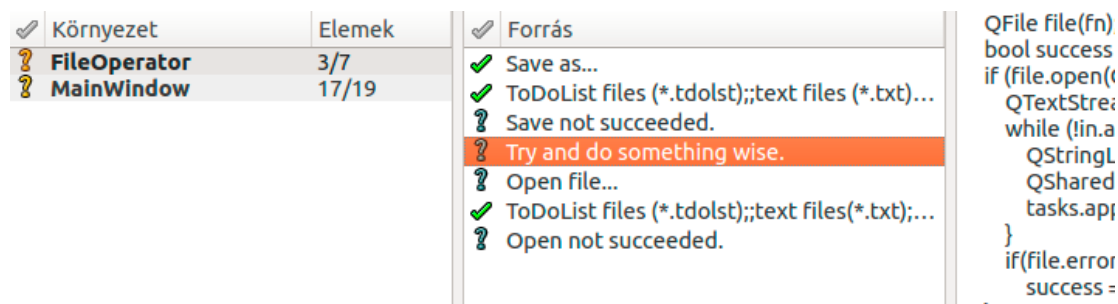 Környezet Elemek
FileOperator 3/7
MainWindow 17/19
Forrás
Save as...
ToDoList files (*.tdolst);;text files (*.txt)...
Save not succeeded.
Try and do something wise.
Open file...
ToDoList files (*.tdolst);;text files(*.txt);...
Open not succeeded.
QFile file(fn)
bool success
if (file.open(
QTextStrea
while (!in.a
QStringL
QShared
tasks.app
}
if(file.error
success =